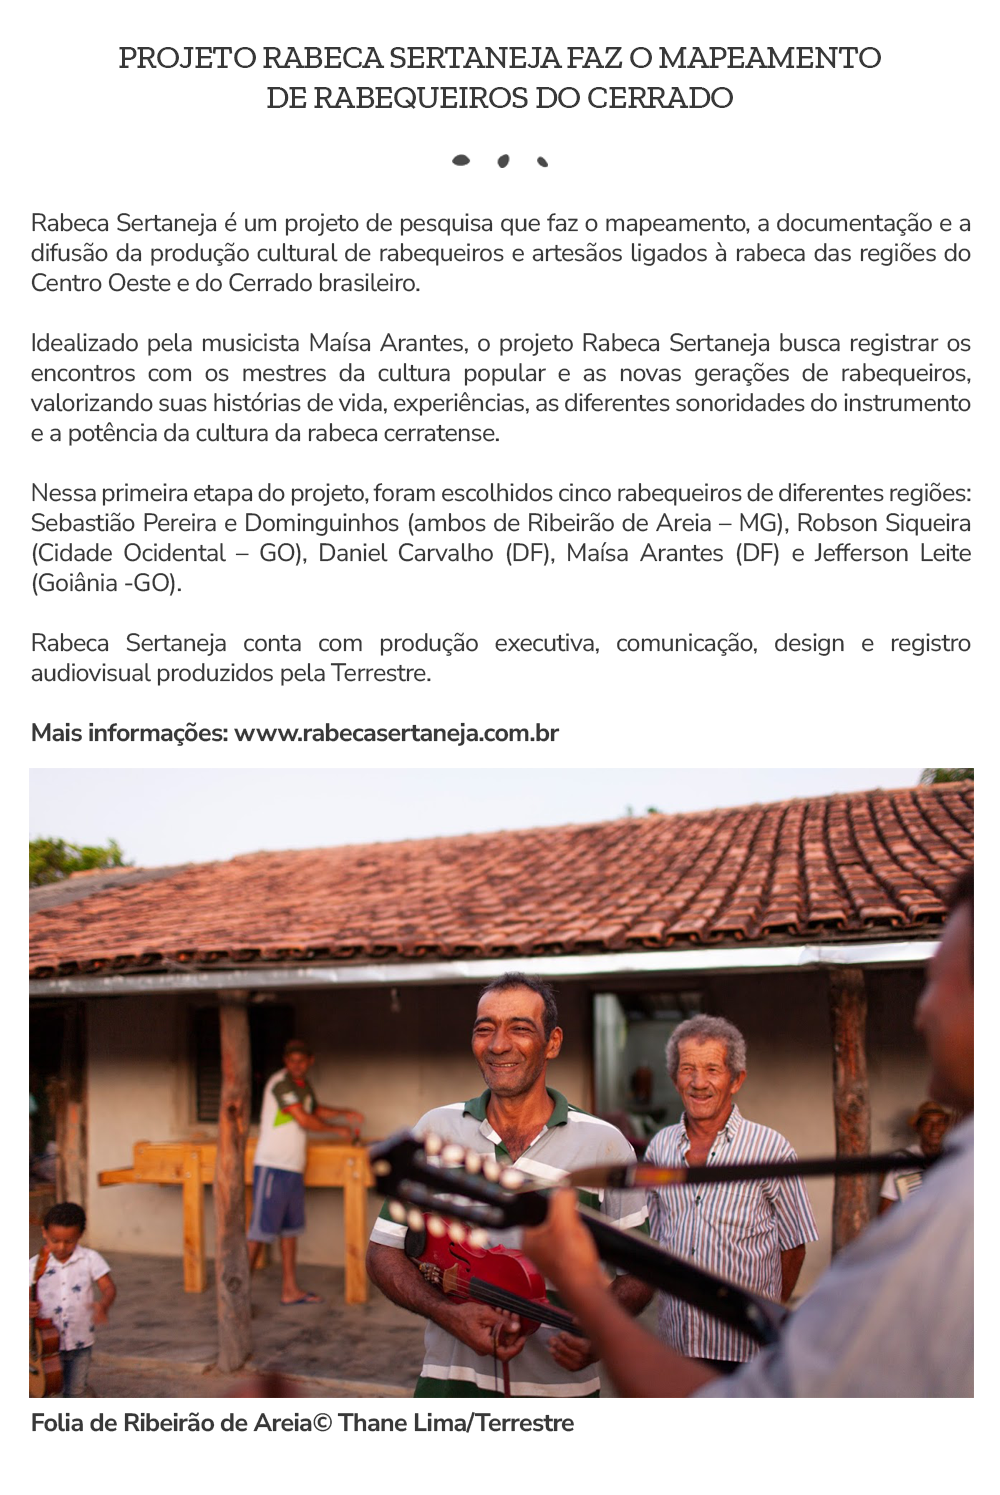 PROJETO RABECA SERTANEJA FAZ O MAPEAMENTO
DE RABEQUEIROS DO CERRADO
Rabeca Sertaneja é um projeto de pesquisa que faz o mapeamento, a documentação e a
difusão da produção cultural de rabequeiros e artesãos ligados à rabeca das regiões do
Centro Oeste e do Cerrado brasileiro.
Idealizado pela musicista Maísa Arantes, o projeto Rabeca Sertaneja busca registrar os
encontros com os mestres da cultura popular e as novas gerações de rabequeiros,
valorizando suas histórias de vida, experiências, as diferentes sonoridades do instrumento
e a potência da cultura da rabeca cerratense.
Nessa primeira etapa do projeto, foram escolhidos cinco rabequeiros de diferentes regiões:
Sebastião Pereira e Dominguinhos (ambos de Ribeirão de Areia – MG), Robson Siqueira
(Cidade Ocidental – GO), Daniel Carvalho (DF), Maísa Arantes (DF) e Jefferson Leite
(Goiânia -GO).
Rabeca Sertaneja conta com produção executiva, comunicação, design e registro
audiovisual produzidos pela Terrestre.
Mais informações: www.rabecasertaneja.com.br
Folia de Ribeirão de Areia© Thane Lima/Terrestre